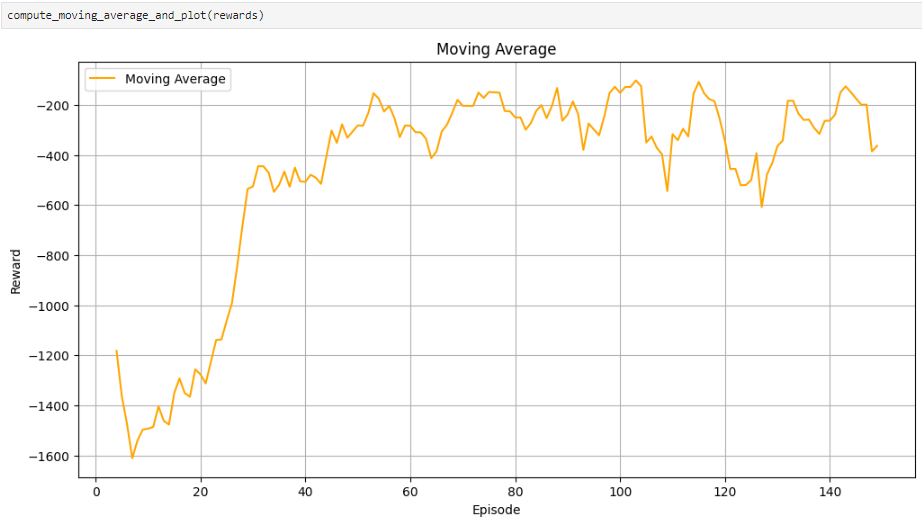 compute_moving_average_and_plot(rewards)
Moving Average
Moving Average
−200
−400
−600
−800
−1000
−1200
−1400
−1600
Reward
0 20 40 60 80 100 120 140
Episode